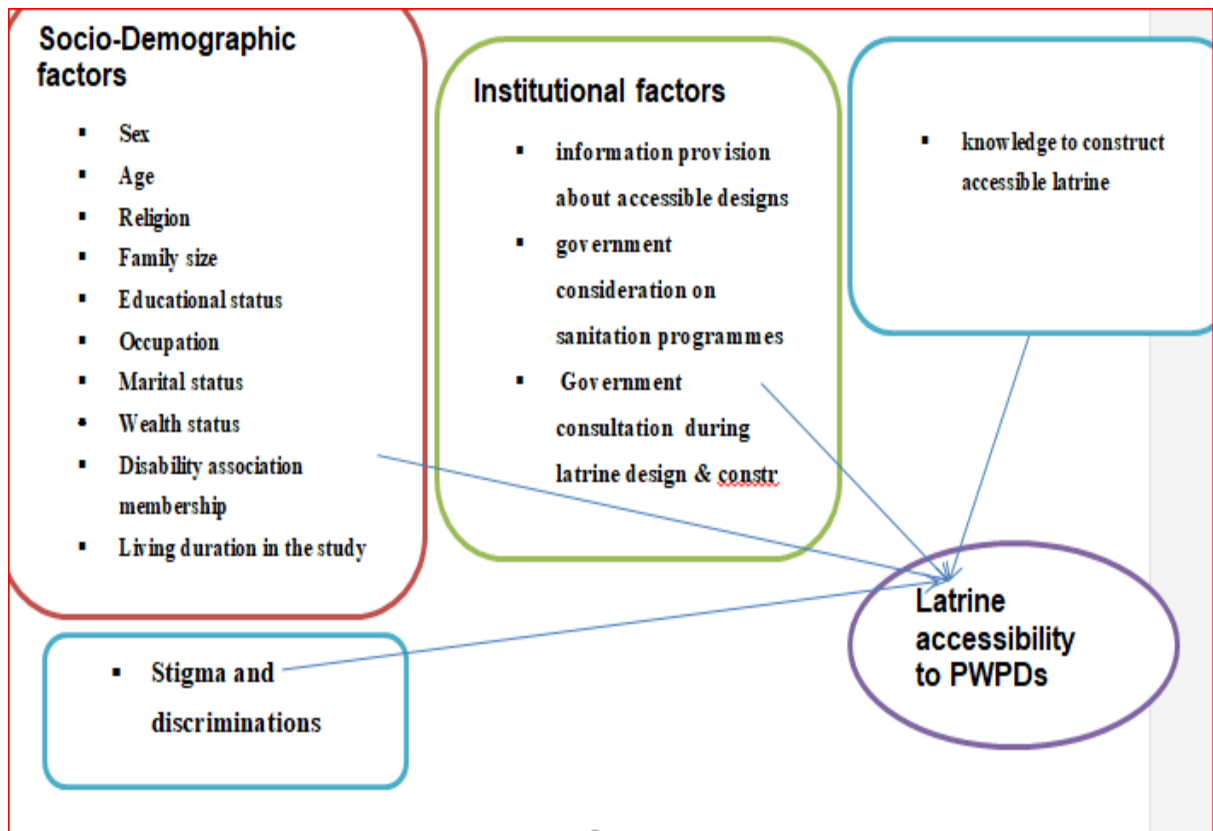 Socio-Demographic
factors
▪ Sex
▪ Age
▪ Religion
▪ Family size
▪ Educational status
▪ Occupation
▪ Marital status
▪ Wealth status
▪ Disability association
membership
▪ Living duration in the study
Institutional factors
▪ information provision
about accessible designs
▪ government
consideration on
sanitation programmes
▪ Government
consultation during
latrine design & constr
▪ knowledge to construct
accessible latrine
▪ Stigma and
discriminations
Latrine
accessibility
to PWPDs